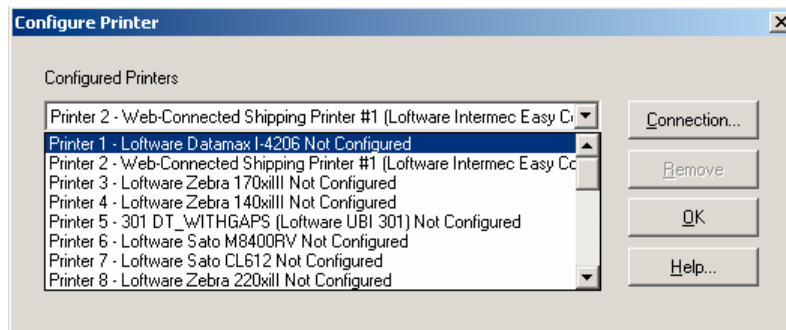 Configure Printer
Configured Printers
Printer 2 - Web-Connected Shipping Printer #1 (Loftware Intermec Easy Co
Connection...
Printer 1 - Loftware Datamax I-4206 Not Configured
Printer 2 - Web-Connected Shipping Printer #1 (Loftware Intermec Easy Co
Remove
Printer 3 - Loftware Zebra 170xiIII Not Configured
Printer 4 - Loftware Zebra 140xiIII Not Configured
Printer 5 - 301 DT_WITHGAPS (Loftware UBI 301) Not Configured
OK
Printer 6 - Loftware Sato M8400RV Not Configured
Printer 7 - Loftware Sato CL612 Not Configured
Help...
Printer 8 - Loftware Zebra 220xiII Not Configured